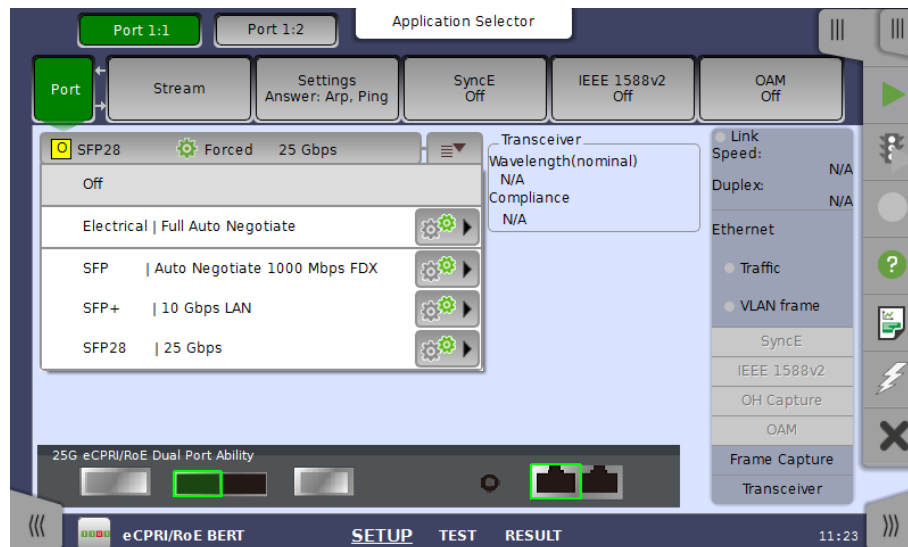 Port 1:1
Port 1:2
Application Selector
Port
Stream
Settings
Answer: Arp, Ping
SyncE
Off
IEEE 1588v2
Off
OAM
Off
O SFP28 Forced 25 Gbps
Off
Electrical | Full Auto Negotiate
SFP | Auto Negotiate 1000 Mbps FDX
SFP+ | 10 Gbps LAN
SFP28 | 25 Gbps
Transceiver
Wavelength(nominal)
N/A
Compliance
N/A
Link
Speed:
N/A
Duplex:
N/A
Ethernet
Traffic
VLAN frame
SyncE
IEEE 1588v2
OH Capture
OAM
Frame Capture
Transceiver
25G eCPRI/RoE Dual Port Ability
eCPRI/RoE BERT
SETUP
TEST
RESULT
11:23